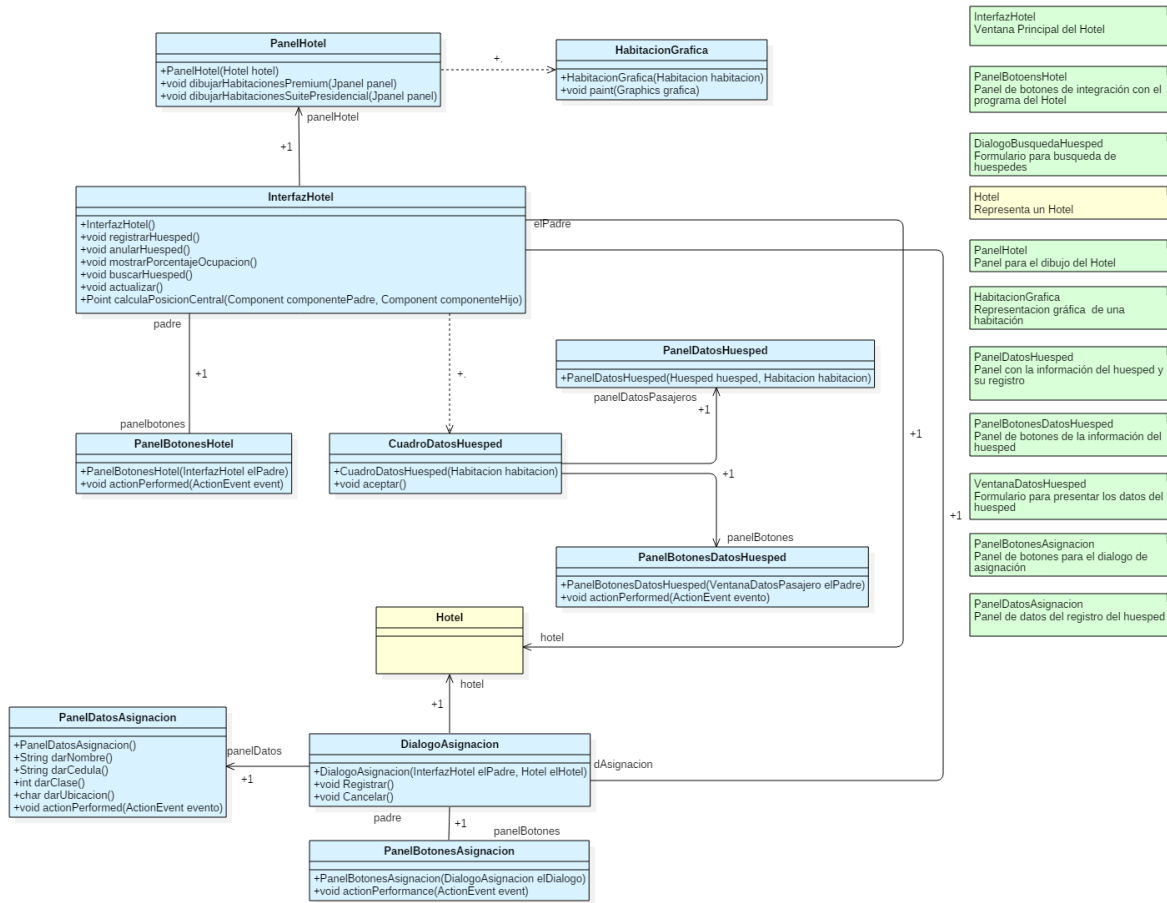 PanelHotel
+PanelHotel(Hotel hotel)
+void dibujarHabitacionesPremium(Jpanel panel)
+void dibujarHabitacionesSuitePresidencial(Jpanel panel)
+.
HabitacionGrafica
+HabitacionGrafica(Habitacion habitacion)
+void paint(Graphics grafica)
panelHotel
+1
InterfazHotel
+InterfazHotel()
+void registrarHuesped()
+void anularHuesped()
+void mostrarPorcentajeOcupacion()
+void buscarHuesped()
+void actualizar()
+Point calculaPosicionCentral(Component componentePadre, Component componenteHijo)
elPadre
padre
+1
panelbotones
PanelBotonesHotel
+PanelBotonesHotel(InterfazHotel elPadre)
+void actionPerformed(ActionEvent event)
+.
CuadroDatosHuesped
+CuadroDatosHuesped(Habitacion habitacion)
+void aceptar()
PanelDatosHuesped
+PanelDatosHuesped(Huesped huesped, Habitacion habitacion)
panelDatosPasajeros
+1
+1
panelBotones
PanelBotonesDatosHuesped
+PanelBotonesDatosHuesped(VentanaDatosPasajero elPadre)
+void actionPerformed(ActionEvent evento)
+1
+1
Hotel
hotel
hotel
+1
PanelDatosAsignacion
+PanelDatosAsignacion()
+String darNombre()
+String darCedula()
+int darClase()
+char darUbicacion()
+void actionPerformed(ActionEvent evento)
panelDatos
+1
DialogoAsignacion
+DialogoAsignacion(InterfazHotel elPadre, Hotel elHotel)
+void Registrar()
+void Cancelar()
dAsignacion
padre
+1
panelBotones
PanelBotonesAsignacion
+PanelBotonesAsignacion(DialogoAsignacion elDialogo)
+void actionPerformance(ActionEvent event)
InterfazHotel
Ventana Principal del Hotel
PanelBotoensHotel
Panel de botones de integración con el
programa del Hotel
DialogoBusquedaHuesped
Formulario para busqueda de
huespedes
Hotel
Representa un Hotel
PanelHotel
Panel para el dibujo del Hotel
HabitacionGrafica
Representacion gráfica de una
habitación
PanelDatosHuesped
Panel con la información del huesped y
su registro
PanelBotonesDatosHuesped
Panel de botones de la información del
huesped
VentanaDatosHuesped
Formulario para presentar los datos del
huesped
PanelBotonesAsignacion
Panel de botones para el dialogo de
asignación
PanelDatosAsignacion
Panel de datos del registro del huesped